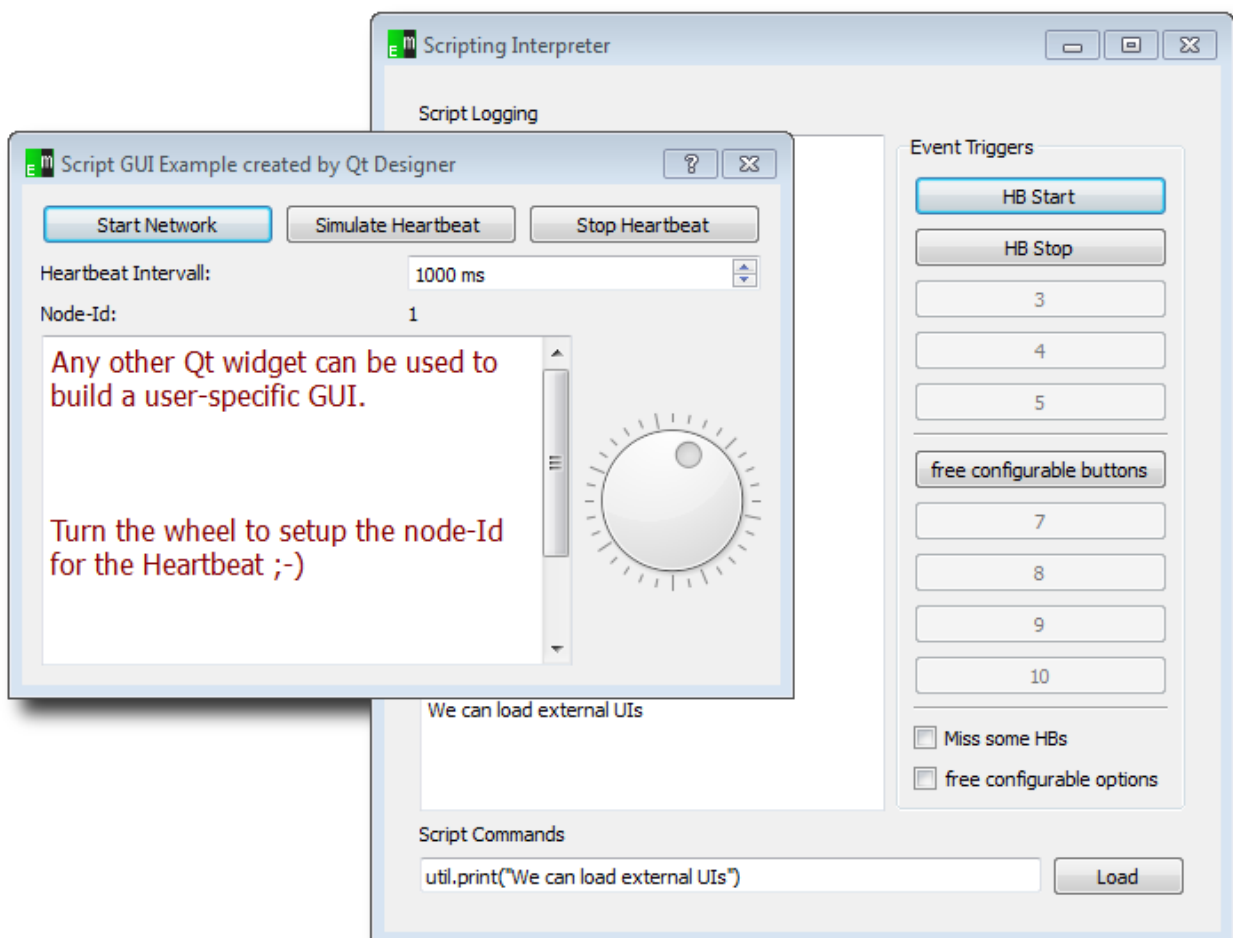 Em Scripting Interpreter
Script Logging
Em Script GUI Example created by Qt Designer
Start Network
Simulate Heartbeat
Stop Heartbeat
Heartbeat Intervall:
1000 ms
Node-Id:
1
Any other Qt widget can be used to
build a user-specific GUI.
Turn the wheel to setup the node-Id
for the Heartbeat ;-)
We can load external UIs
Event Triggers
HB Start
HB Stop
3
4
5
free configurable buttons
7
8
9
10
Miss some HBs
free configurable options
Script Commands
util.print("We can load external UIs")
Load